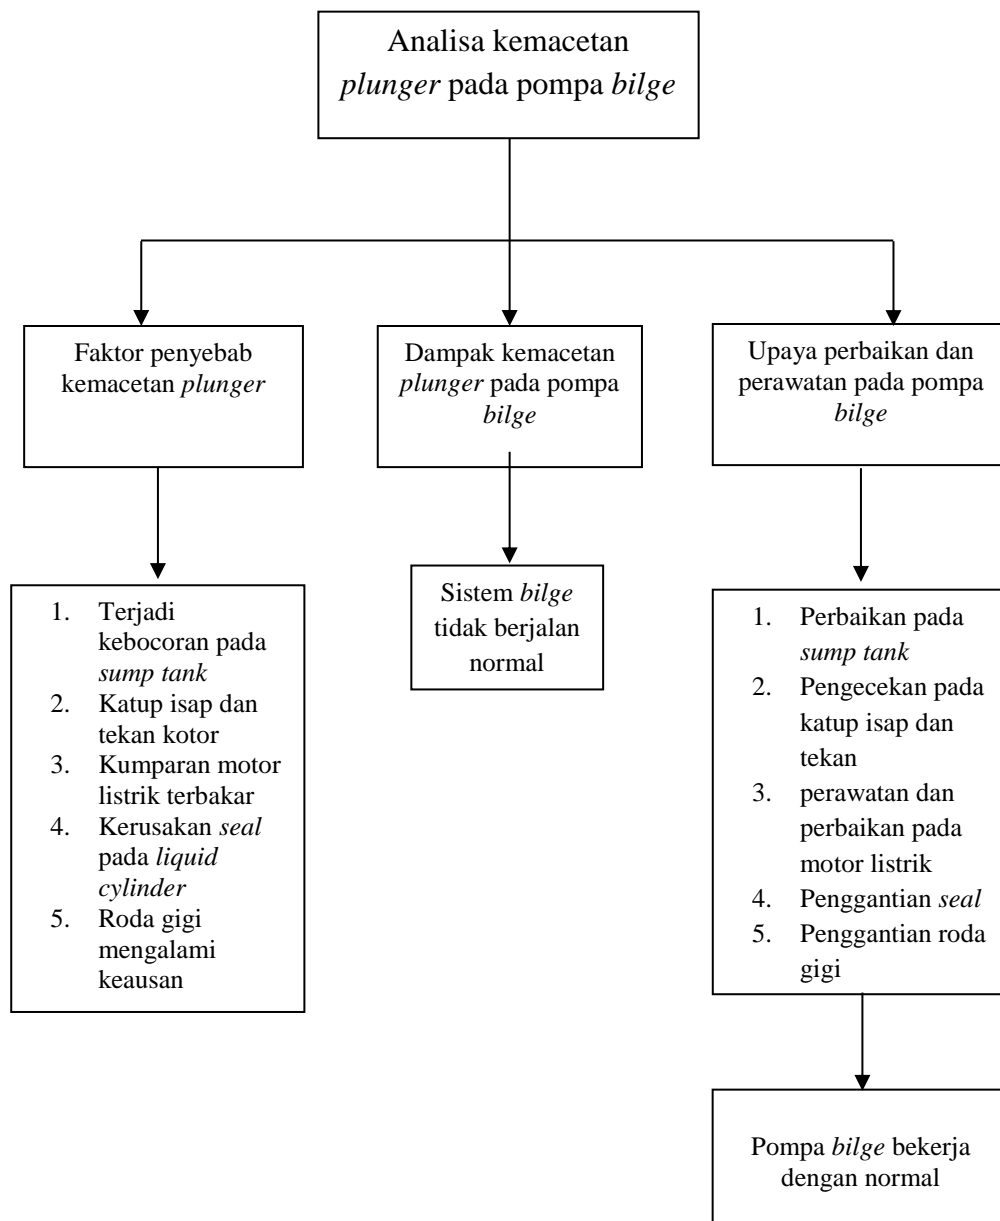 Analisa kemacetan
plunger pada pompa bilge
Faktor penyebab
kemacetan plunger
Dampak kemacetan
plunger pada pompa
bilge
Upaya perbaikan dan
perawatan pada pompa
bilge
1. Terjadi
kebocoran pada
sump tank
2. Katup isap dan
tekan kotor
3. Kumparan motor
listrik terbakar
4. Kerusakan seal
pada liquid
cylinder
5. Roda gigi
mengalami
keausan
Sistem bilge
tidak berjalan
normal
1. Perbaikan pada
sump tank
2. Pengecekan pada
katup isap dan
tekan
3. perawatan dan
perbaikan pada
motor listrik
4. Penggantian seal
5. Penggantian roda
gigi
Pompa bilge bekerja
dengan normal